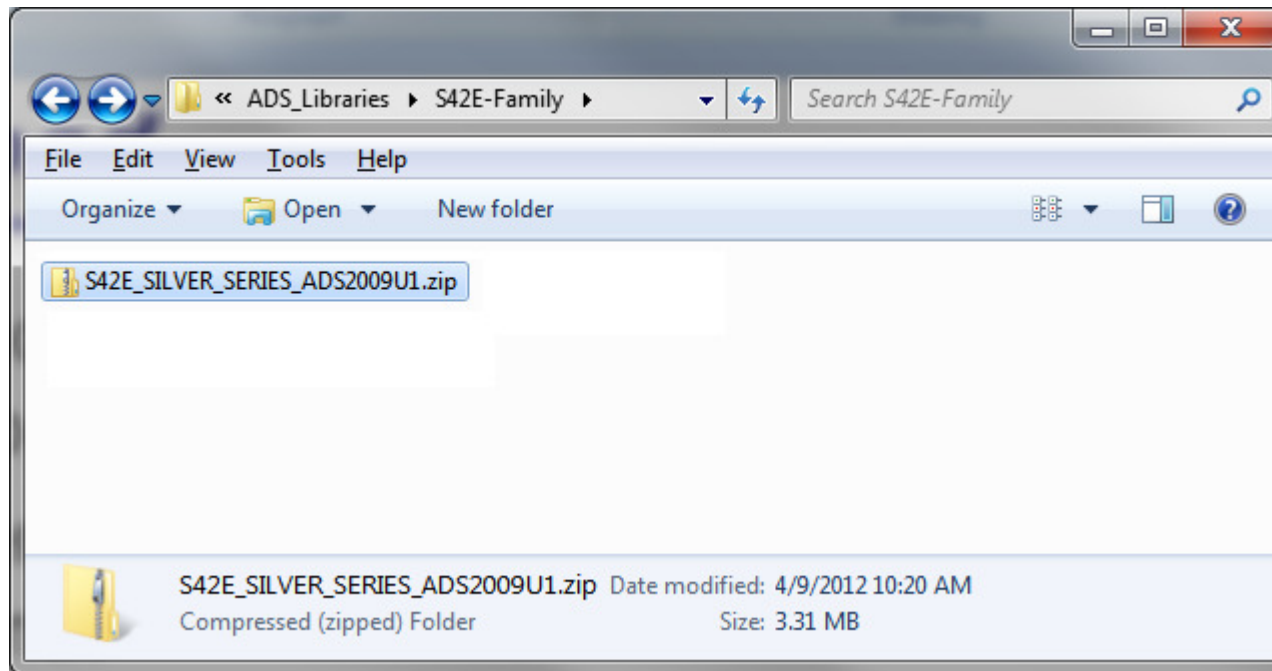 « ADS_Libraries ▸ S42E-Family ▸ Search S42E-Family
File Edit View Tools Help
Organize Open New folder
S42E_SILVER_SERIES_ADS2009U1.zip
S42E_SILVER_SERIES_ADS2009U1.zip Date modified: 4/9/2012 10:20 AM
Compressed (zipped) Folder Size: 3.31 MB